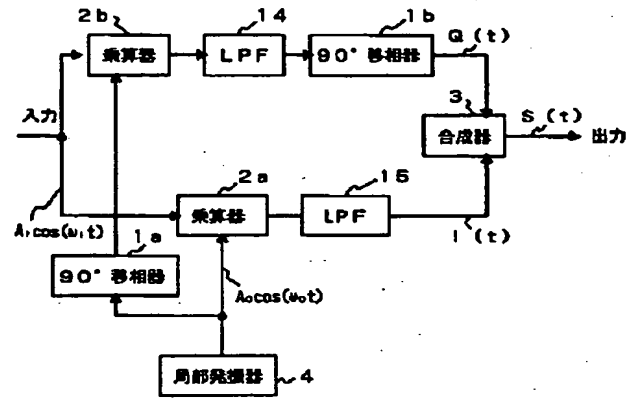 2b
14
1b
Q(t)
乗算器
LPF
90°移相器
入力
3
S(t)
合成器
出力
2a
15
乗算器
LPF
A₁cos(ω₁t)
1a
I(t)
90°移相器
A₀cos(ω₀t)
局部発振器
4